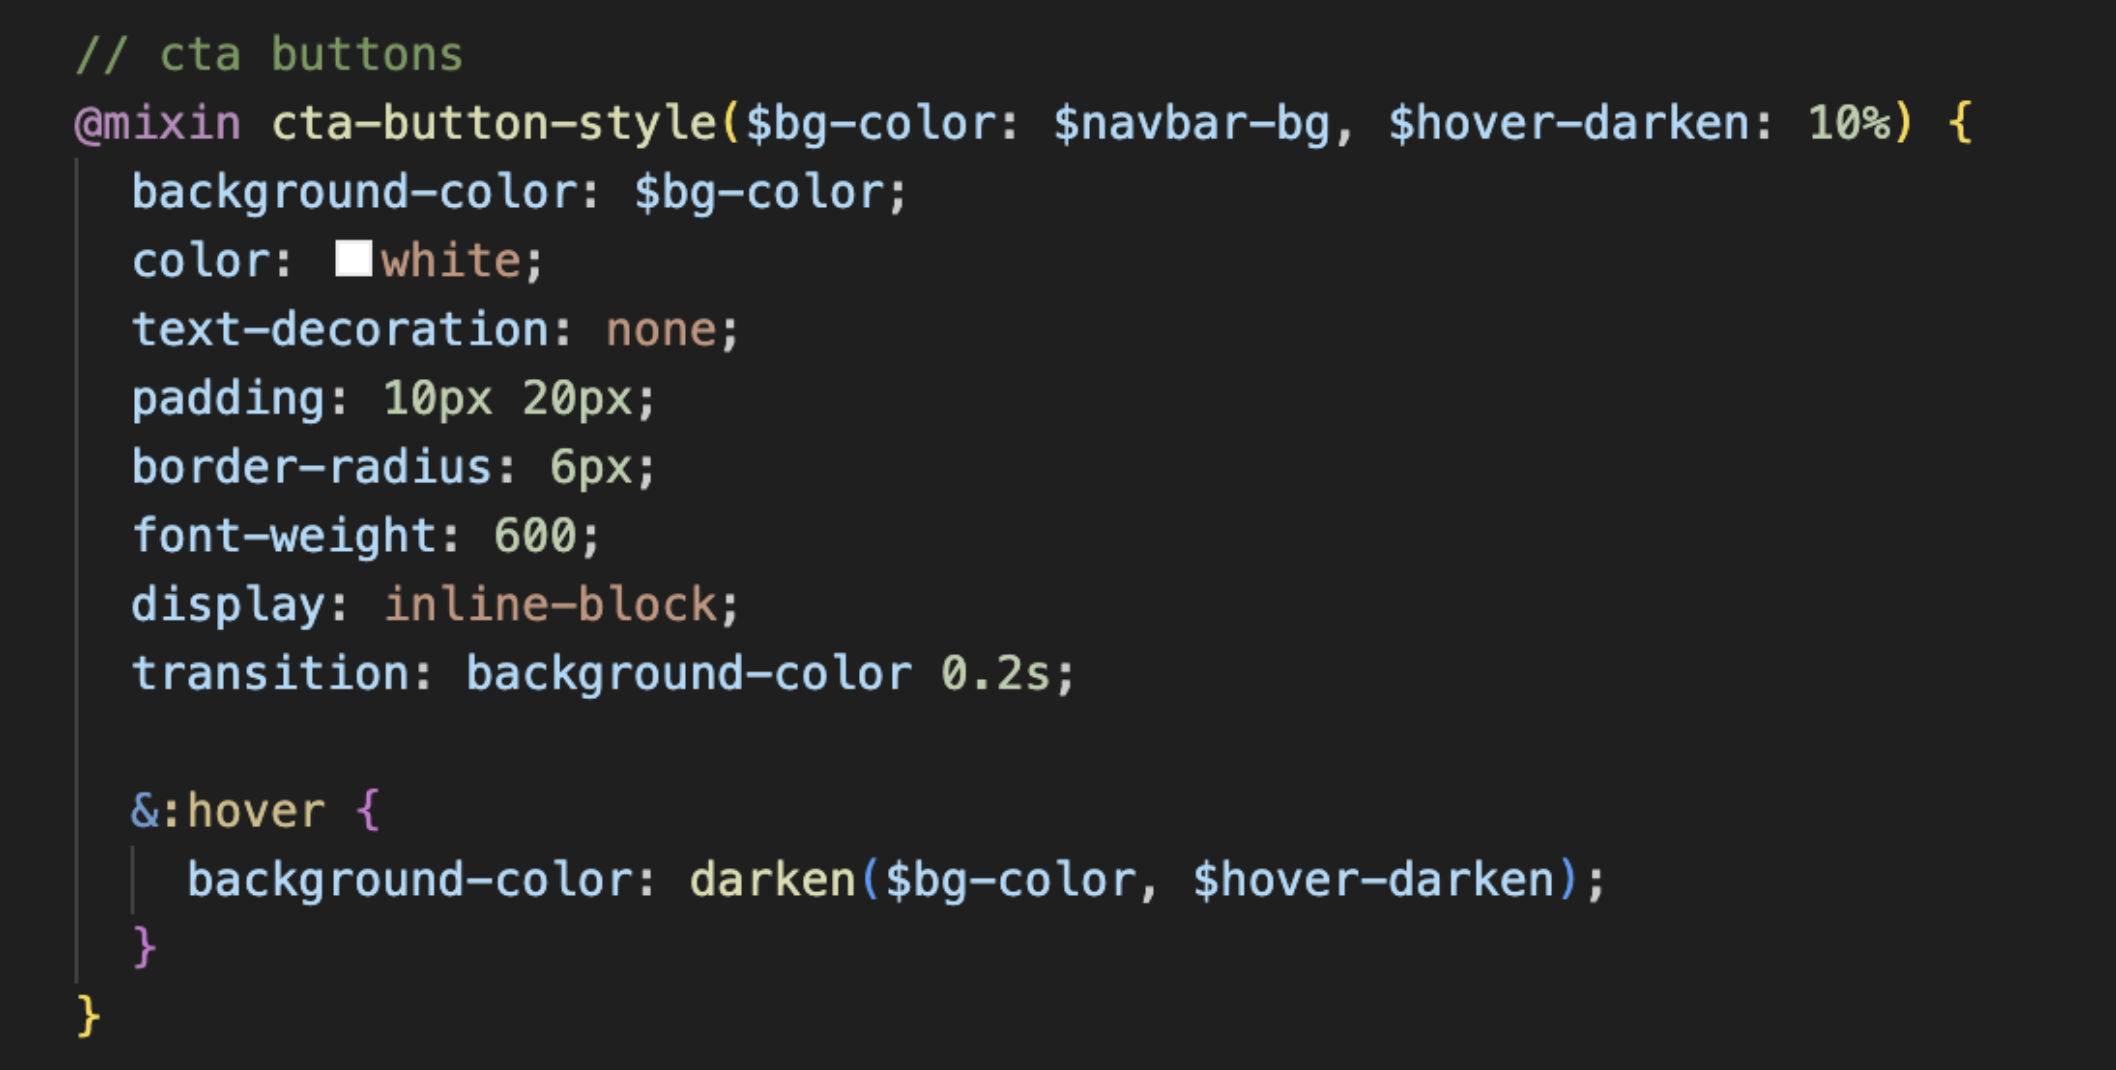 // cta buttons
@mixin cta-button-style($bg-color: $navbar-bg, $hover-darken: 10%) {
background-color: $bg-color;
color: white;
text-decoration: none;
padding: 10px 20px;
border-radius: 6px;
font-weight: 600;
display: inline-block;
transition: background-color 0.2s;
&:hover {
background-color: darken($bg-color, $hover-darken);
}
}